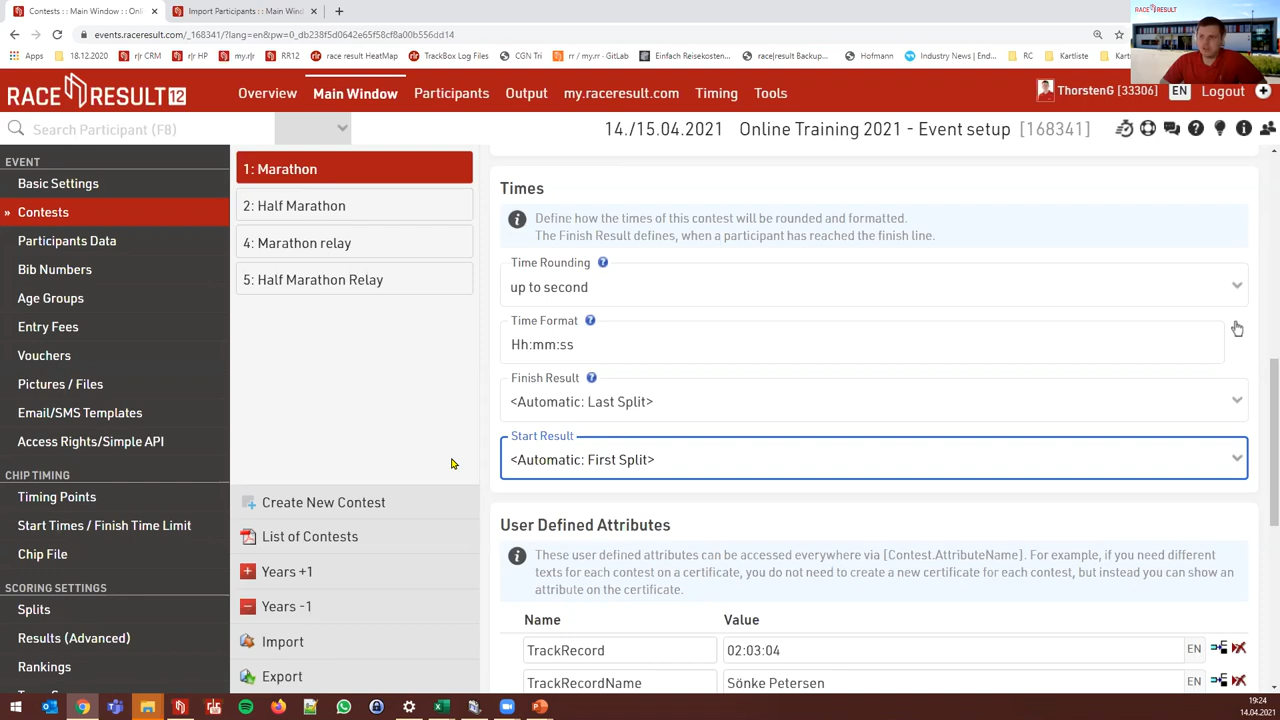 Contests : : Main Window : : Onli
Import Participants : : Main Wind
events.raceresult.com/_168341/?lang=en&pw=0_db238f5d0642e65f58cf8a00b556dd14
Apps 18.12.2020 r|r CRM r|r HP my.r|r RR12 race result HeatMap TrackBox Log Files CGN Tri Einfach Reisekosten... rr / my.rr · GitLab race|result Backup... Hofmann Industry News | End... RC Kartliste Kart
RACE RESULT
RACE RESULT 12 Overview Main Window Participants Output my.raceresult.com Timing Tools ThorstenG [33306] EN Logout
Search Participant (F8) 14./15.04.2021 Online Training 2021 - Event setup [168341]
EVENT
Basic Settings
Contests
Participants Data
Bib Numbers
Age Groups
Entry Fees
Vouchers
Pictures / Files
Email/SMS Templates
Access Rights/Simple API
CHIP TIMING
Timing Points
Start Times / Finish Time Limit
Chip File
SCORING SETTINGS
Splits
Results (Advanced)
Rankings
1: Marathon
2: Half Marathon
4: Marathon relay
5: Half Marathon Relay
Create New Contest
List of Contests
Years +1
Years -1
Import
Export
Times
Define how the times of this contest will be rounded and formatted.
The Finish Result defines, when a participant has reached the finish line.
Time Rounding
up to second
Time Format
Hh:mm:ss
Finish Result
<Automatic: Last Split>
Start Result
<Automatic: First Split>
User Defined Attributes
These user defined attributes can be accessed everywhere via [Contest.AttributeName]. For example, if you need different
texts for each contest on a certificate, you do not need to create a new certificate for each contest, but instead you can show an
attribute on the certificate.
Name Value
TrackRecord 02:03:04 EN
TrackRecordName Sönke Petersen EN
19:24
14.04.2021